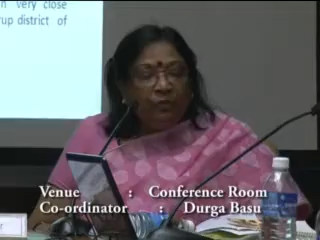 very close
rup district of
Venue : Conference Room
Co-ordinator : Durga Basu